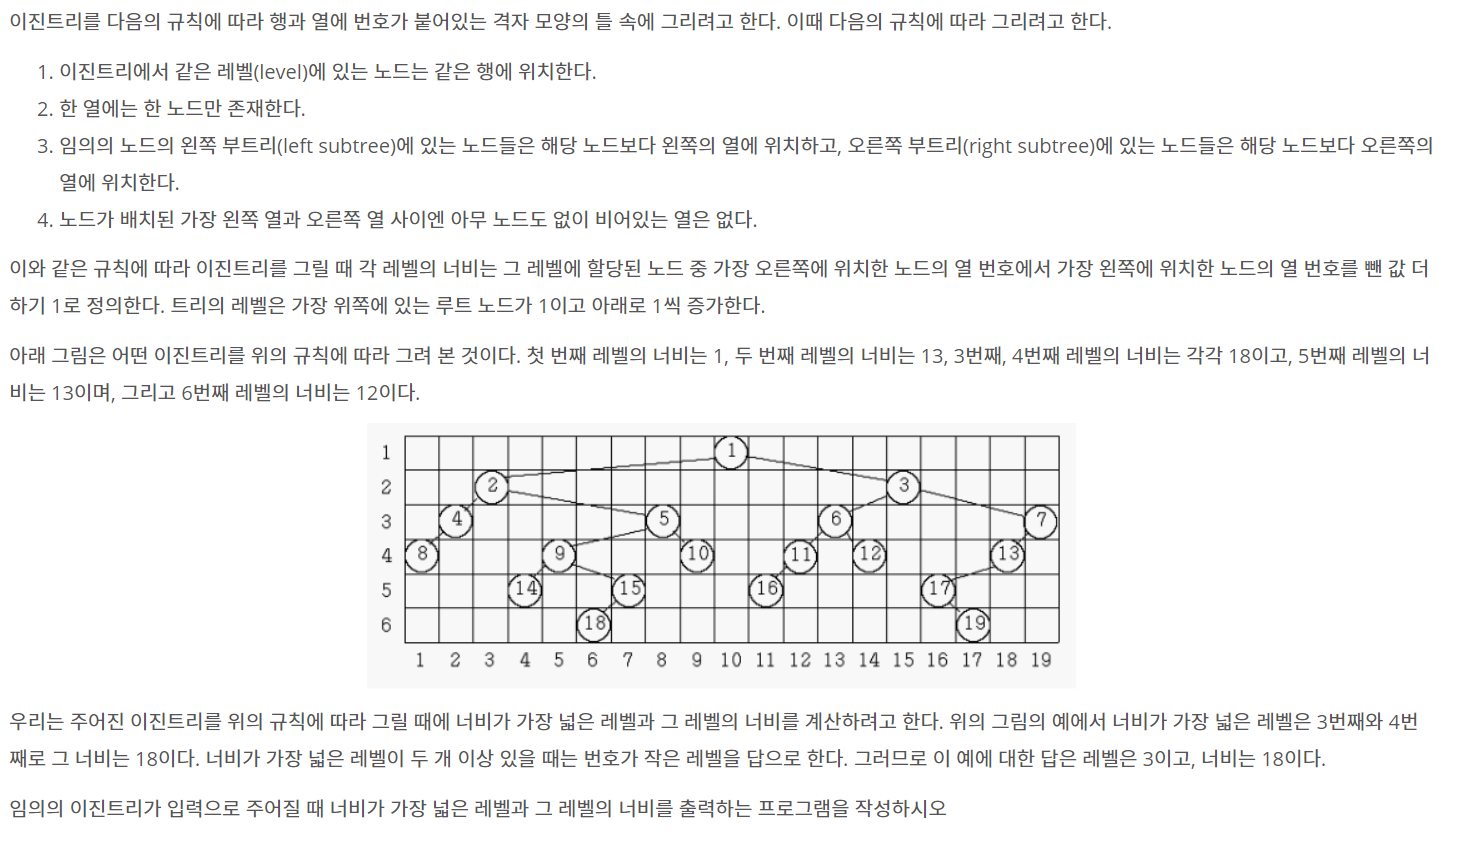 이진트리를 다음의 규칙에 따라 행과 열에 번호가 붙어있는 격자 모양의 틀 속에 그리려고 한다. 이때 다음의 규칙에 따라 그리려고 한다.
1. 이진트리에서 같은 레벨(level)에 있는 노드는 같은 행에 위치한다.
2. 한 열에는 한 노드만 존재한다.
3. 임의의 노드의 왼쪽 부트리(left subtree)에 있는 노드들은 해당 노드보다 왼쪽의 열에 위치하고, 오른쪽 부트리(right subtree)에 있는 노드들은 해당 노드보다 오른쪽의
열에 위치한다.
4. 노드가 배치된 가장 왼쪽 열과 오른쪽 열 사이엔 아무 노드도 없이 비어있는 열은 없다.
이와 같은 규칙에 따라 이진트리를 그릴 때 각 레벨의 너비는 그 레벨에 할당된 노드 중 가장 오른쪽에 위치한 노드의 열 번호에서 가장 왼쪽에 위치한 노드의 열 번호를 뺀 값 더
하기 1로 정의한다. 트리의 레벨은 가장 위쪽에 있는 루트 노드가 1이고 아래로 1씩 증가한다.
아래 그림은 어떤 이진트리를 위의 규칙에 따라 그려 본 것이다. 첫 번째 레벨의 너비는 1, 두 번째 레벨의 너비는 13, 3번째, 4번째 레벨의 너비는 각각 18이고, 5번째 레벨의 너
비는 13이며, 그리고 6번째 레벨의 너비는 12이다.
1 1
2 2 3
3 4 5 6 7
4 8 9 10 11 12 13
5 14 15 16 17
6 18 19
1 2 3 4 5 6 7 8 9 10 11 12 13 14 15 16 17 18 19
우리는 주어진 이진트리를 위의 규칙에 따라 그릴 때에 너비가 가장 넓은 레벨과 그 레벨의 너비를 계산하려고 한다. 위의 그림의 예에서 너비가 가장 넓은 레벨은 3번째와 4번
째로 그 너비는 18이다. 너비가 가장 넓은 레벨이 두 개 이상 있을 때는 번호가 작은 레벨을 답으로 한다. 그러므로 이 예에 대한 답은 레벨은 3이고, 너비는 18이다.
임의의 이진트리가 입력으로 주어질 때 너비가 가장 넓은 레벨과 그 레벨의 너비를 출력하는 프로그램을 작성하시오